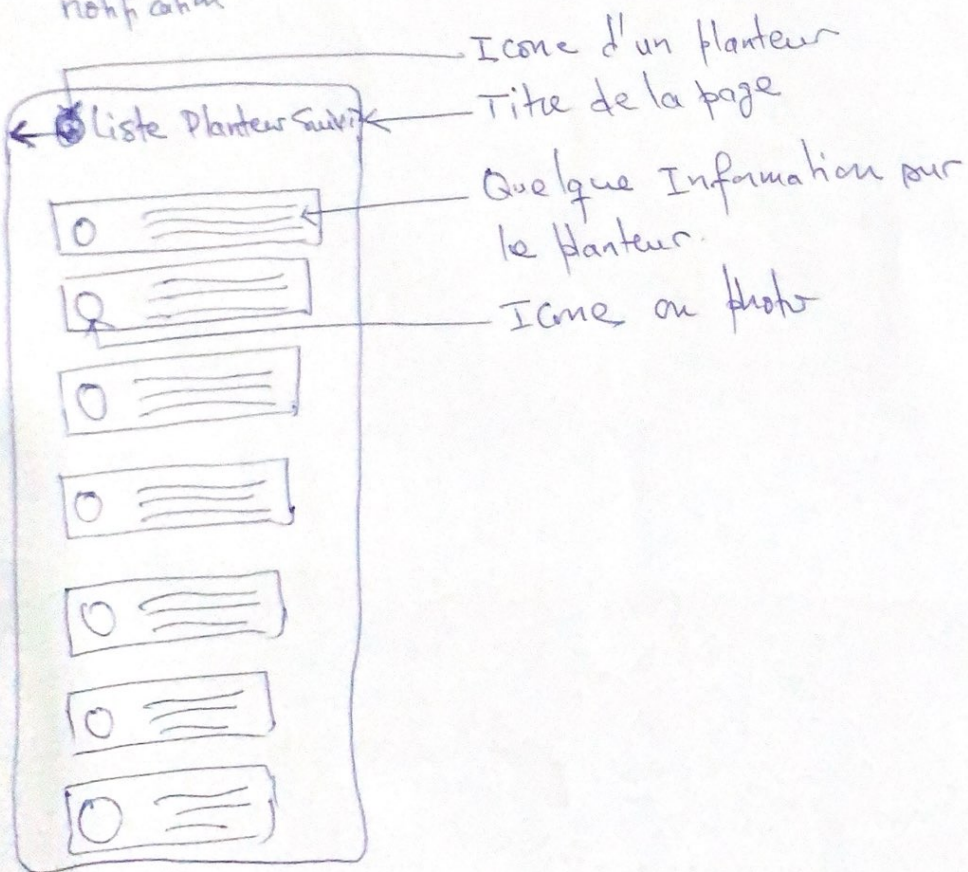 Icone d'un planteur
Liste Planteur Suivi
Titre de la page
Quelque Information sur
le planteur.
Icone ou photo